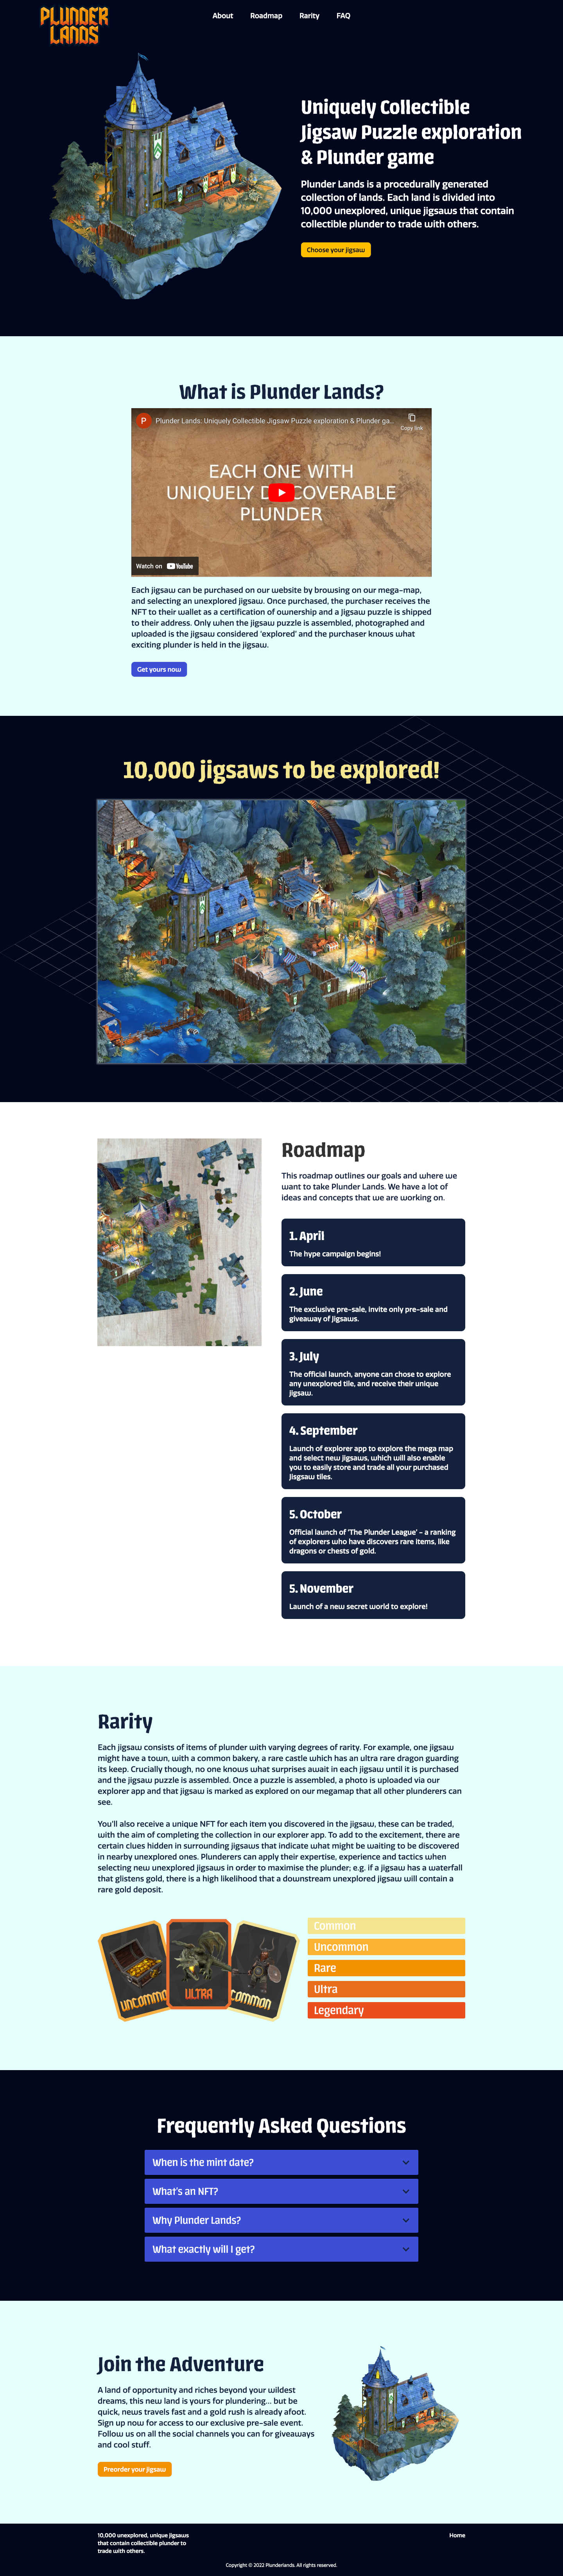 PLUNDER
LANDS
About
Roadmap
Rarity
FAQ
Uniquely Collectible
Jigsaw Puzzle exploration
& Plunder game
Plunder Lands is a procedurally generated
collection of lands. Each land is divided into
10,000 unexplored, unique jigsaws that contain
collectible plunder to trade with others.
Choose your jigsaw
What is Plunder Lands?
P
Plunder Lands: Uniquely Collectible Jigsaw Puzzle exploration & Plunder ga...
Copy link
EACH ONE WITH
UNIQUELY D COVERABLE
PLUNDER
Watch on YouTube
Each jigsaw can be purchased on our website by browsing on our mega-map,
and selecting an unexplored jigsaw. Once purchased, the purchaser receives the
NFT to their wallet as a certification of ownership and a jigsaw puzzle is shipped
to their address. Only when the jigsaw puzzle is assembled, photographed and
uploaded is the jigsaw considered 'explored' and the purchaser knows what
exciting plunder is held in the jigsaw.
Get yours now
10,000 jigsaws to be explored!
Roadmap
This roadmap outlines our goals and where we
want to take Plunder Lands. We have a lot of
ideas and concepts that we are working on.
1. April
The hype campaign begins!
2. June
The exclusive pre-sale, invite only pre-sale and
giveaway of jigsaws.
3. July
The official launch, anyone can chose to explore
any unexplored tile, and receive their unique
jigsaw.
4. September
Launch of explorer app to explore the mega map
and select new jigsaws, which will also enable
you to easily store and trade all your purchased
jisgsaw tiles.
5. October
Official launch of 'The Plunder League' - a ranking
of explorers who have discovers rare items, like
dragons or chests of gold.
5. November
Launch of a new secret world to explore!
Rarity
Each jigsaw consists of items of plunder with varying degrees of rarity. For example, one jigsaw
might have a town, with a common bakery, a rare castle which has an ultra rare dragon guarding
its keep. Crucially though, no one knows what surprises await in each jigsaw until it is purchased
and the jigsaw puzzle is assembled. Once a puzzle is assembled, a photo is uploaded via our
explorer app and that jigsaw is marked as explored on our megamap that all other plunderers can
see.
You'll also receive a unique NFT for each item you discovered in the jigsaw, these can be traded,
with the aim of completing the collection in our explorer app. To add to the excitement, there are
certain clues hidden in surrounding jigsaws that indicate what might be waiting to be discovered
in nearby unexplored ones. Plunderers can apply their expertise, experience and tactics when
selecting new unexplored jigsaws in order to maximise the plunder; e.g. if a jigsaw has a waterfall
that glistens gold, there is a high likelihood that a downstream unexplored jigsaw will contain a
rare gold deposit.
UNCOMMO
ULTRA
COMMON
Common
Uncommon
Rare
Ultra
Legendary
Frequently Asked Questions
When is the mint date?
What's an NFT?
Why Plunder Lands?
What exactly will I get?
Join the Adventure
A land of opportunity and riches beyond your wildest
dreams, this new land is yours for plundering... but be
quick, news travels fast and a gold rush is already afoot.
Sign up now for access to our exclusive pre-sale event.
Follow us on all the social channels you can for giveaways
and cool stuff.
Preorder your jigsaw
10,000 unexplored, unique jigsaws
that contain collectible plunder to
trade with others.
Home
Copyright © 2022 Plunderlands. All rights reserved.